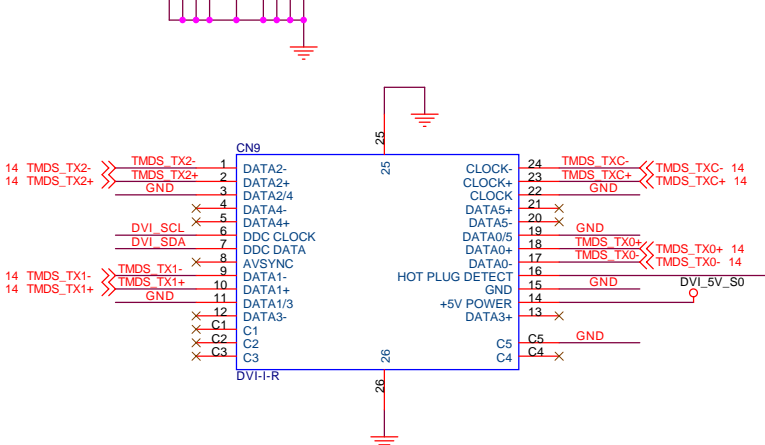 25
CN9
25
14 TMDS_TX2- TMDS_TX2- 1 DATA2- CLOCK- 24 TMDS_TXC- TMDS_TXC- 14
14 TMDS_TX2+ TMDS_TX2+ 2 DATA2+ CLOCK+ 23 TMDS_TXC+ TMDS_TXC+ 14
GND 3 DATA2/4 CLOCK 22 GND
4 DATA4- DATA5+ 21
5 DATA4+ DATA5- 20
DVI_SCL 6 DDC CLOCK DATA0/5 19 GND
DVI_SDA 7 DDC DATA DATA0+ 18 TMDS_TX0+ TMDS_TX0+ 14
8 AVSYNC DATA0- 17 TMDS_TX0- TMDS_TX0- 14
14 TMDS_TX1- TMDS_TX1- 9 DATA1- HOT PLUG DETECT 16
14 TMDS_TX1+ TMDS_TX1+ 10 DATA1+ GND 15 GND DVI_5V_S0
GND 11 DATA1/3 +5V POWER 14
12 DATA3- DATA3+ 13
C1 C1
C2 C2 C5 C5 GND
C3 C3 C4 C4
26
DVI-I-R
26